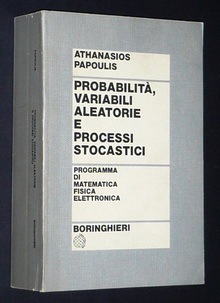 ATHANASIOS
PAPOULIS
PROBABILITÀ,
VARIABILI
ALEATORIE
E
PROCESSI
STOCASTICI
PROGRAMMA
DI
MATEMATICA
FISICA
ELETTRONICA
BORINGHIERI